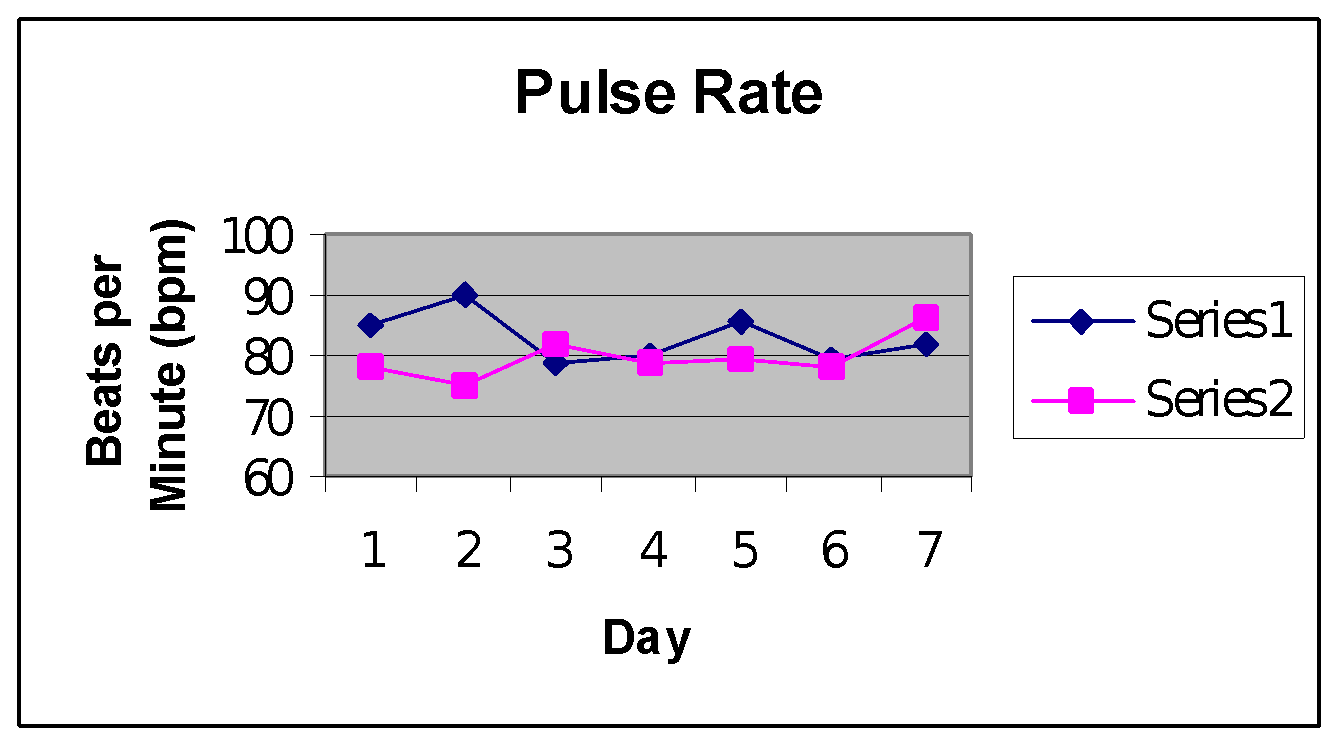 Pulse Rate
Beats per
Minute (bpm)
100
90
80
70
60
1 2 3 4 5 6 7
Day
Series1
Series2